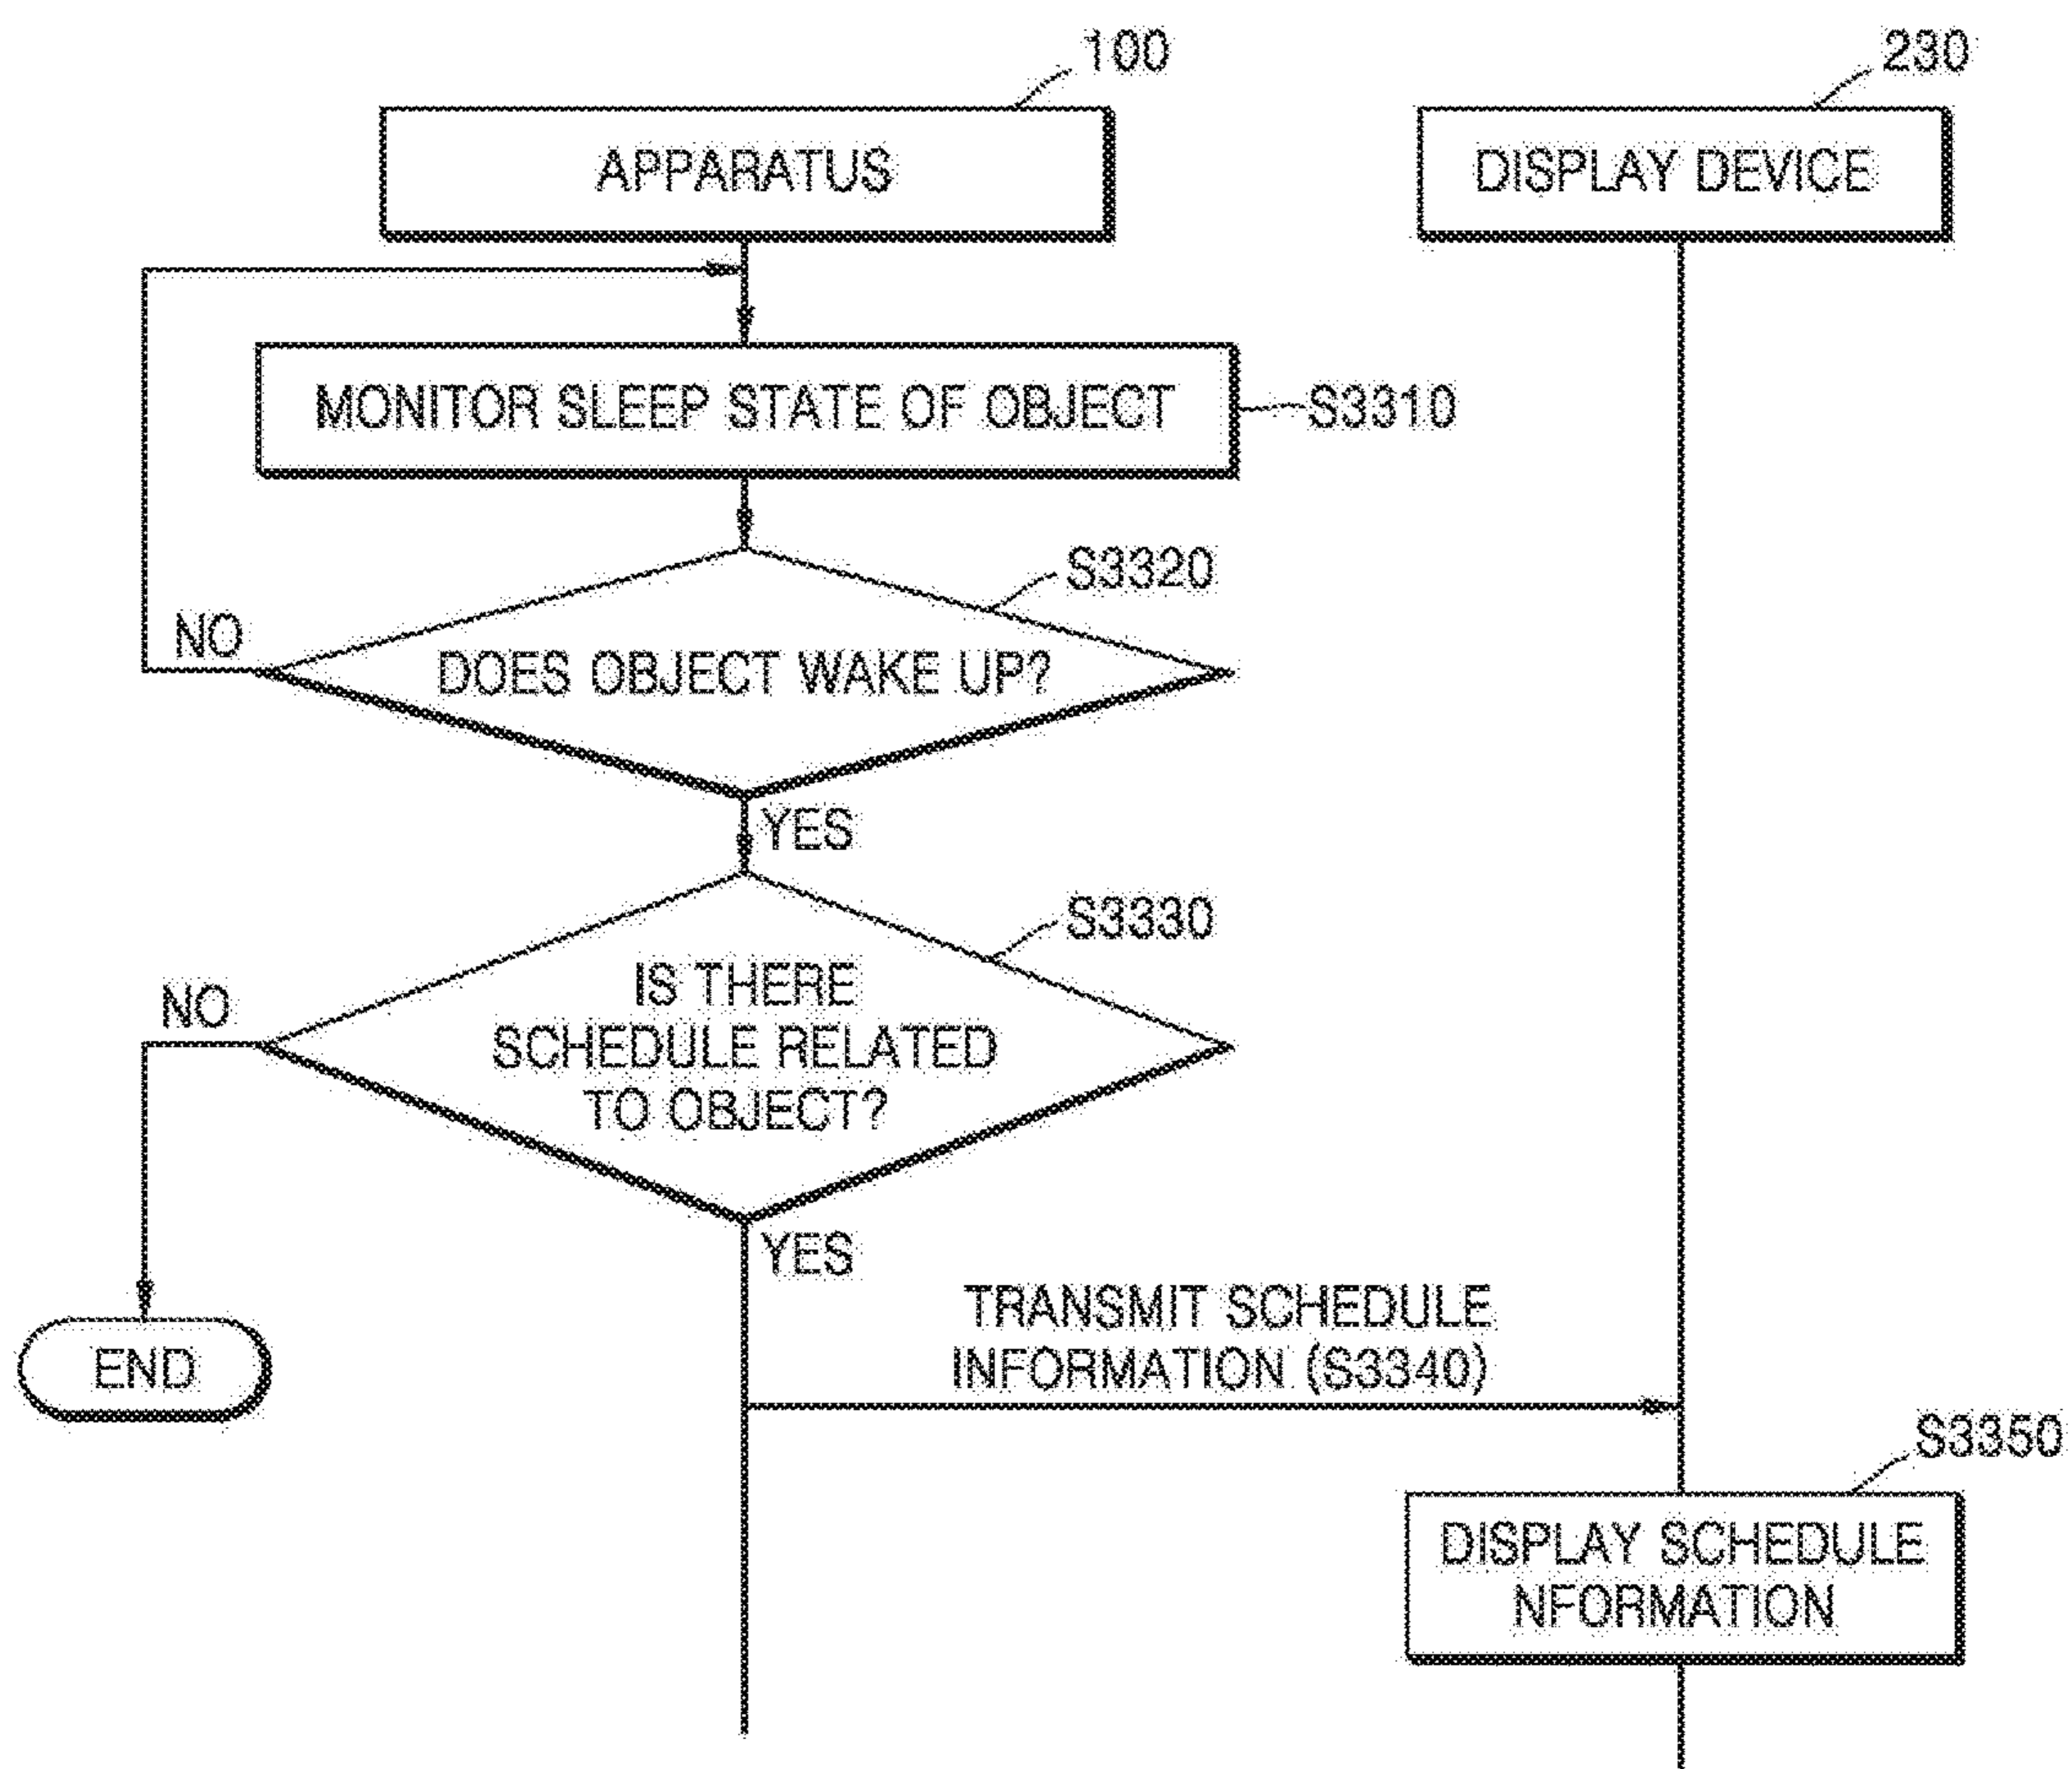 100
230
APPARATUS
DISPLAY DEVICE
MONITOR SLEEP STATE OF OBJECT
S3310
S3320
NO
DOES OBJECT WAKE UP?
YES
S3330
NO
IS THERE
SCHEDULE RELATED
TO OBJECT?
YES
TRANSMIT SCHEDULE
INFORMATION (S3340)
END
S3350
DISPLAY SCHEDULE
NFORMATION